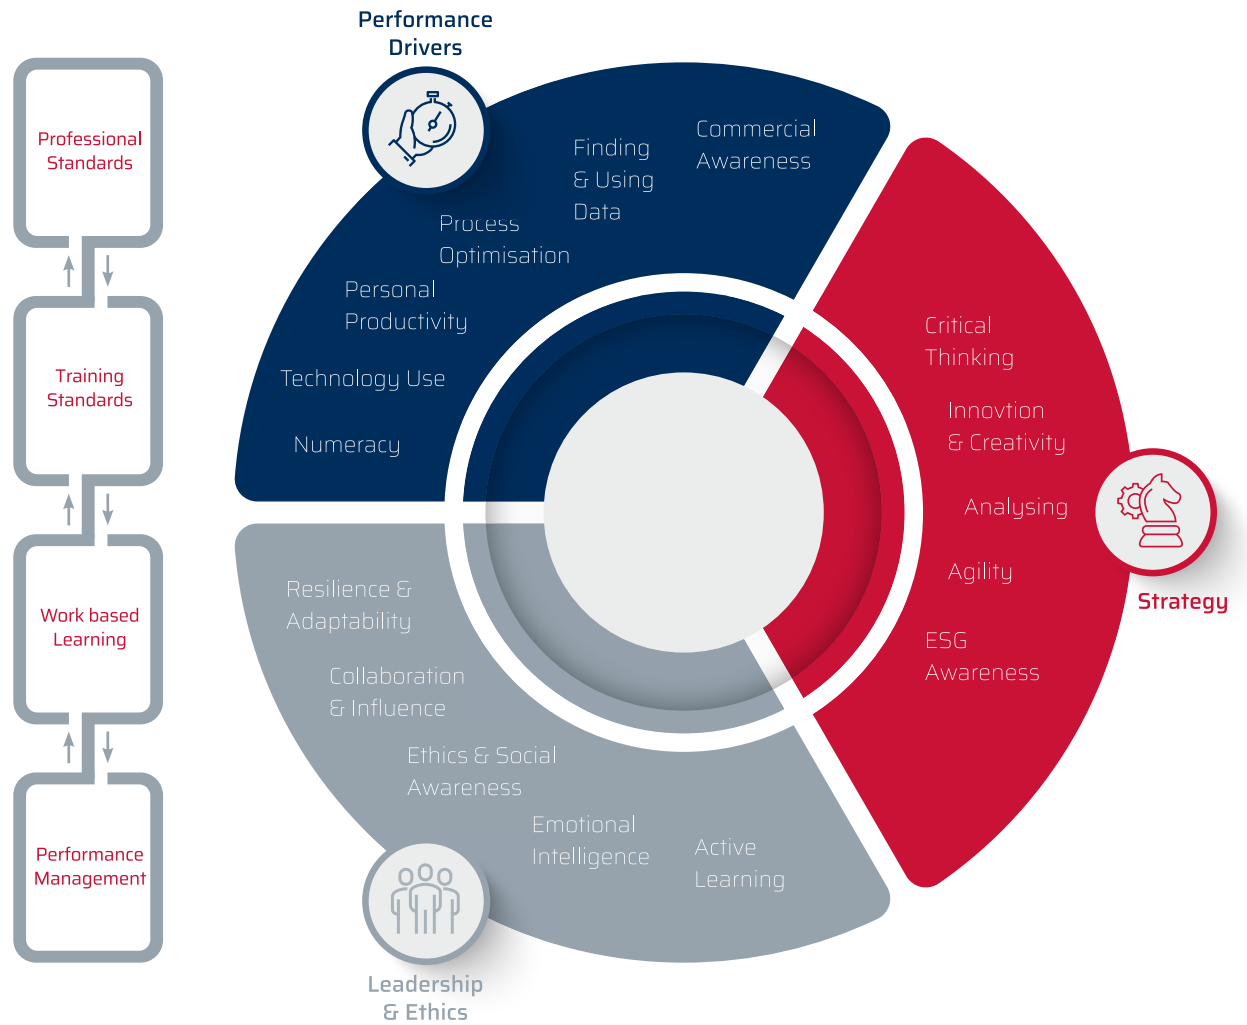 Professional
Standards
Training
Standards
Work based
Learning
Performance
Management
Performance
Drivers
Commercial
Awareness
Finding
& Using
Data
Process
Optimisation
Personal
Productivity
Technology Use
Numeracy
Critical
Thinking
Innovtion
& Creativity
Analysing
Agility
ESG
Awareness
Strategy
Resilience &
Adaptability
Collaboration
& Influence
Ethics & Social
Awareness
Emotional
Intelligence
Active
Learning
Leadership
& Ethics